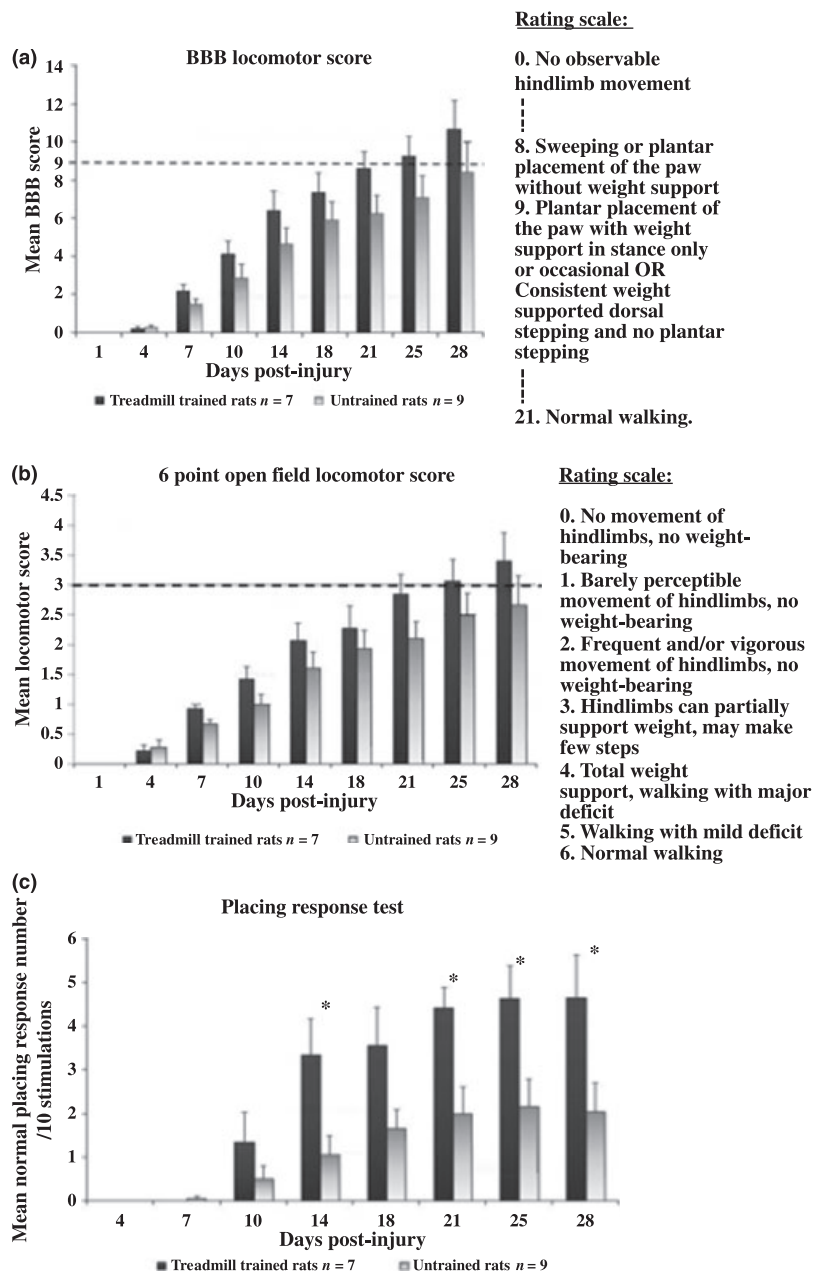 (a)
BBB locomotor score
Mean BBB score
14
12
10
9
8
6
4
2
0
1 4 7 10 14 18 21 25 28
Days post-injury
Treadmill trained rats n = 7 Untrained rats n = 9
Rating scale:
0. No observable
hindlimb movement
8. Sweeping or plantar
placement of the paw
without weight support
9. Plantar placement of
the paw with weight
support in stance only
or occasional OR
Consistent weight
supported dorsal
stepping and no plantar
stepping
21. Normal walking.
(b)
6 point open field locomotor score
Mean locomotor score
4.5
4
3.5
3
2.5
2
1.5
1
0.5
0
1 4 7 10 14 18 21 25 28
Days post-injury
Treadmill trained rats n = 7 Untrained rats n = 9
Rating scale:
0. No movement of
hindlimbs, no weight-
bearing
1. Barely perceptible
movement of hindlimbs, no
weight-bearing
2. Frequent and/or vigorous
movement of hindlimbs, no
weight-bearing
3. Hindlimbs can partially
support weight, may make
few steps
4. Total weight
support, walking with major
deficit
5. Walking with mild deficit
6. Normal walking
(c)
Placing response test
Mean normal placing response number
/10 stimulations
6
5
4
3
2
1
0
* * * *
4 7 10 14 18 21 25 28
Days post-injury
Treadmill trained rats n = 7 Untrained rats n = 9